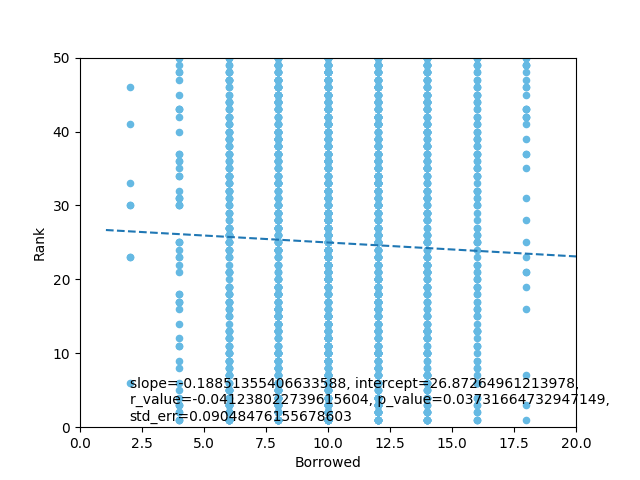 50
40
30
20
10
0
Rank
slope=-0.18851355406633588, intercept=26.87264961213978,
r_value=-0.041238022739615604, p_value=0.03731664732947149,
std_err=0.09048476155678603
0.0 2.5 5.0 7.5 10.0 12.5 15.0 17.5 20.0
Borrowed